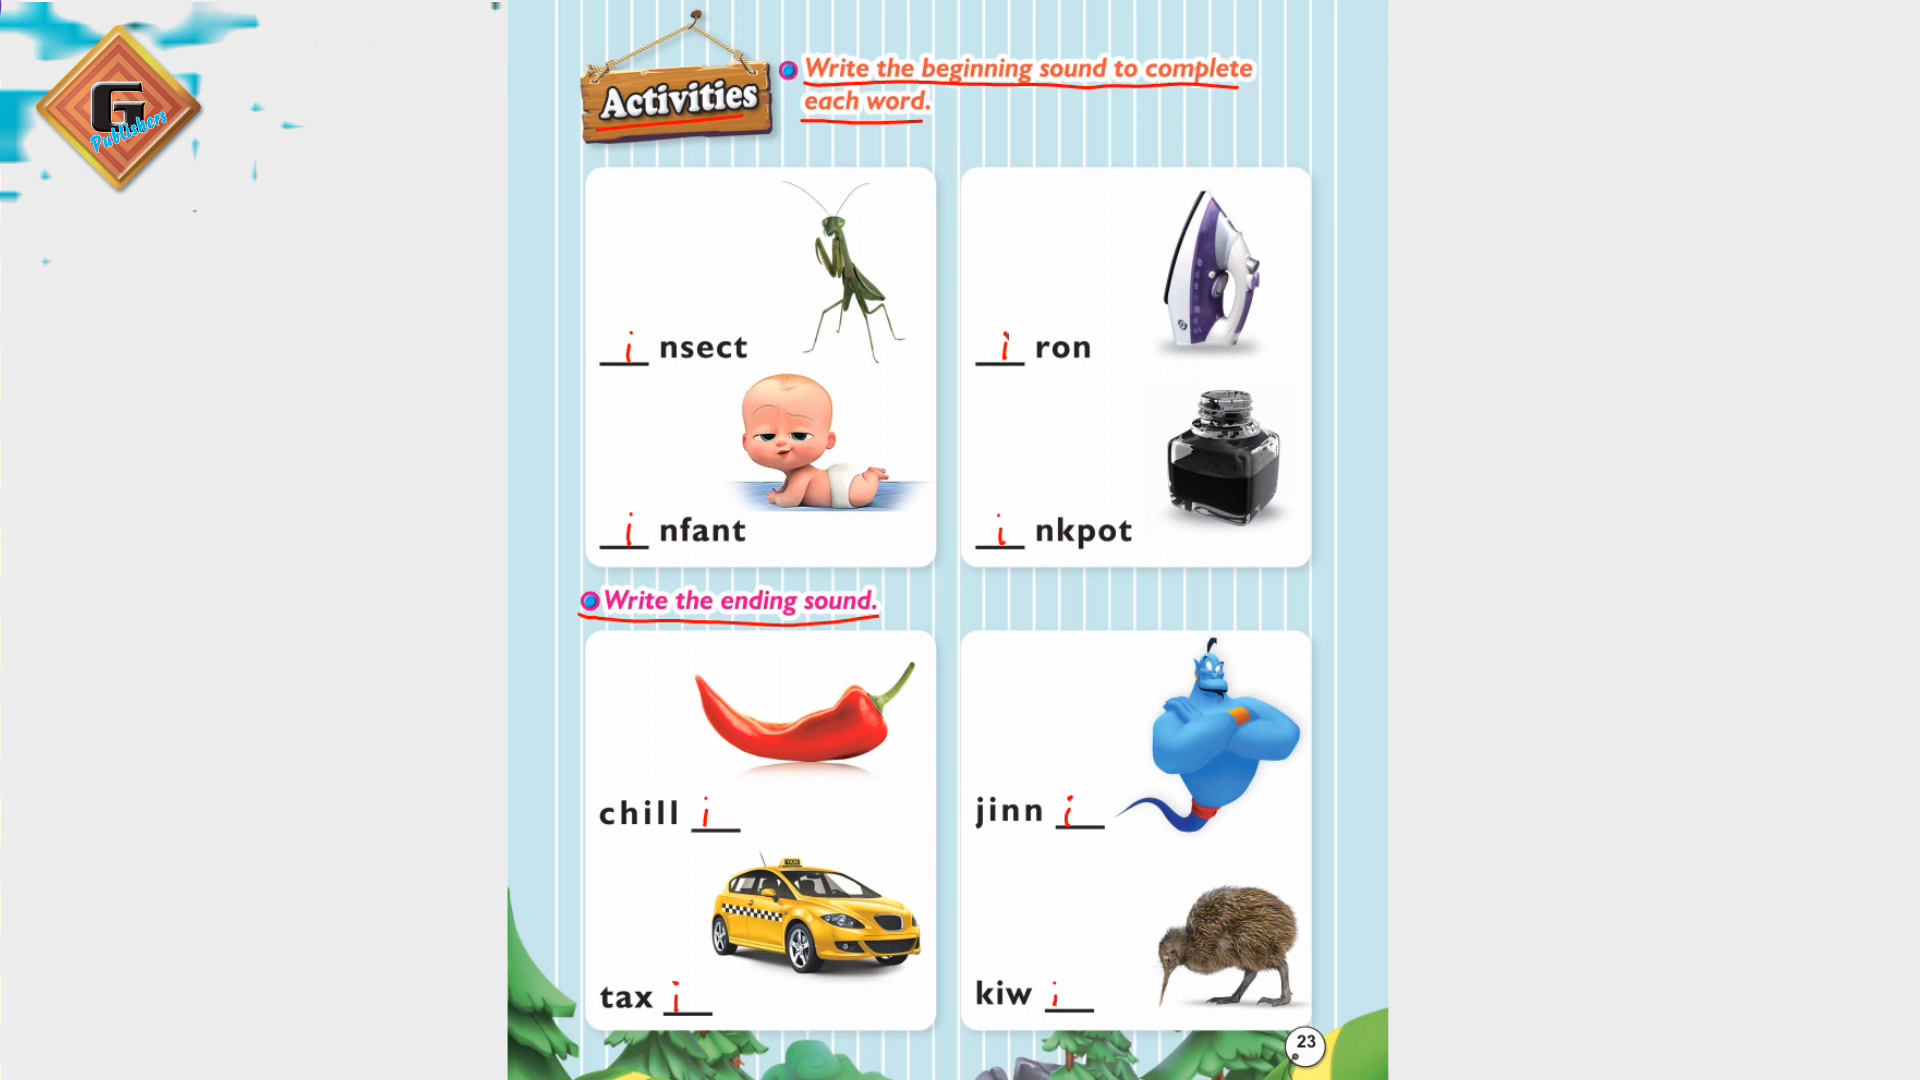 G
Publishers
Activities
Write the beginning sound to complete
each word.
i nsect
i ron
i nfant
i nkpot
Write the ending sound.
chill i
jinn i
TAXI
tax i
kiw i
23